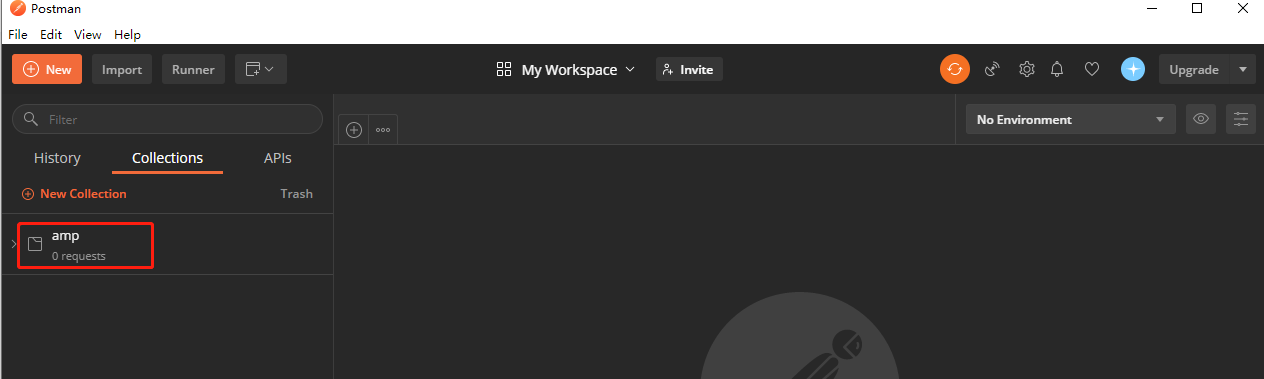 Postman
File Edit View Help
New Import Runner My Workspace Invite Upgrade
Filter
No Environment
History Collections APIs
New Collection Trash
amp
0 requests